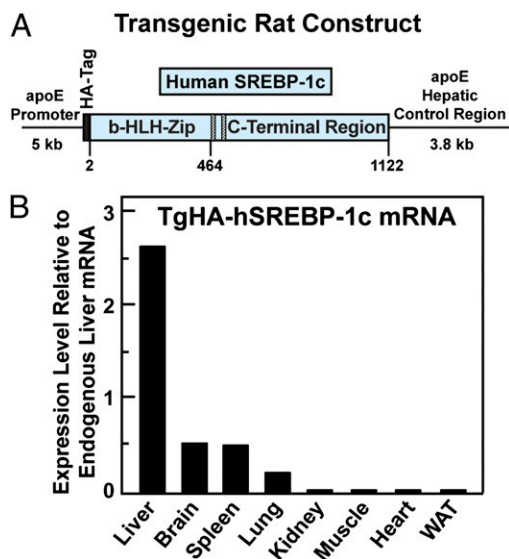 A
Transgenic Rat Construct
apoE
Promoter
5 kb
HA-Tag
Human SREBP-1c
b-HLH-Zip
C-Terminal Region
2
464
1122
apoE
Hepatic
Control Region
3.8 kb
B
TgHA-hSREBP-1c mRNA
Expression Level Relative to
Endogenous Liver mRNA
3
2
1
0
Liver
Brain
Spleen
Lung
Kidney
Muscle
Heart
WAT